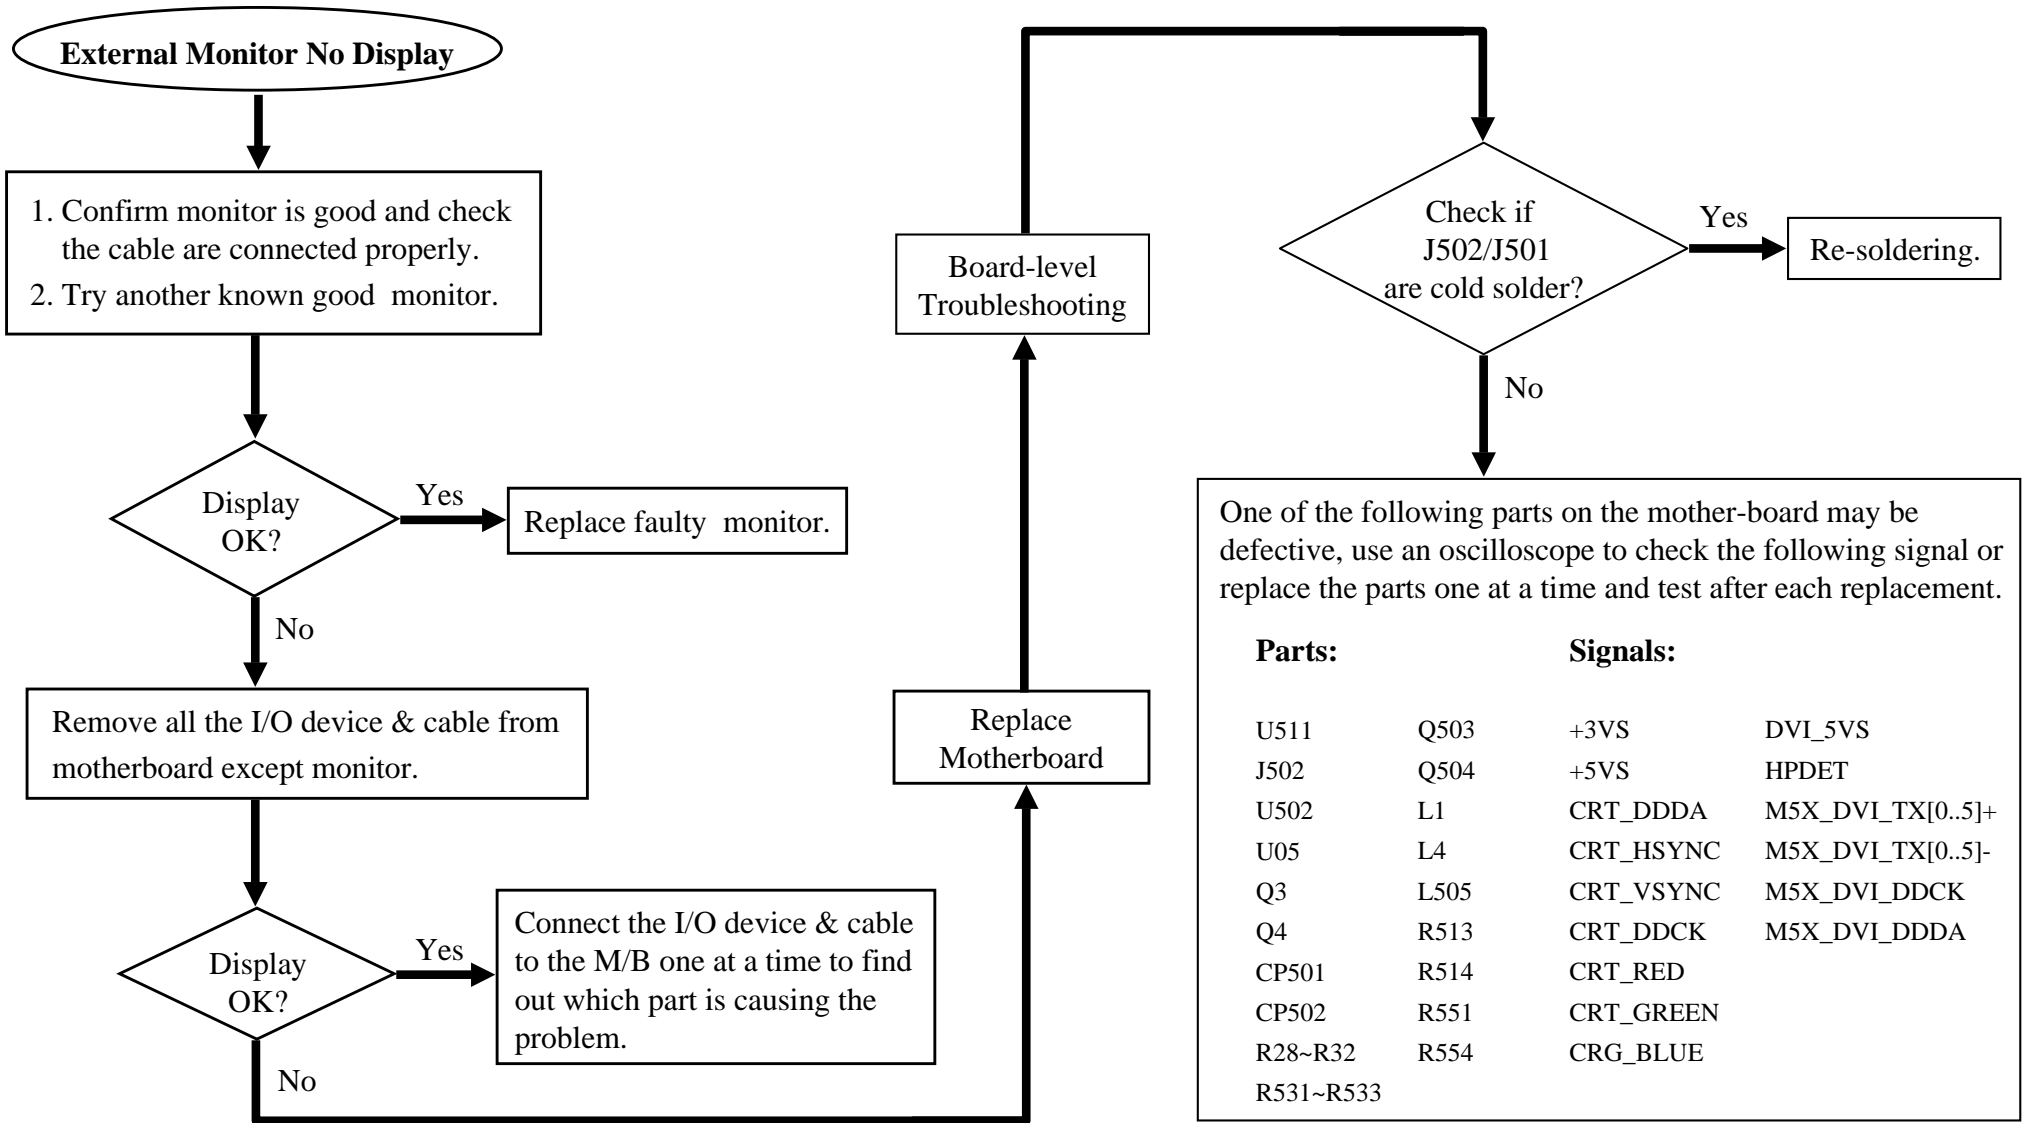 External Monitor No Display
1. Confirm monitor is good and check
the cable are connected properly.
2. Try another known good monitor.
Display
OK?
Yes
Replace faulty monitor.
No
Remove all the I/O device & cable from
motherboard except monitor.
Display
OK?
Yes
Connect the I/O device & cable
to the M/B one at a time to find
out which part is causing the
problem.
No
Replace
Motherboard
Board-level
Troubleshooting
Check if
J502/J501
are cold solder?
Yes
Re-soldering.
No
One of the following parts on the mother-board may be
defective, use an oscilloscope to check the following signal or
replace the parts one at a time and test after each replacement.
Parts: Signals:
U511 Q503 +3VS DVI_5VS
J502 Q504 +5VS HPDET
U502 L1 CRT_DDDA M5X_DVI_TX[0..5]+
U05 L4 CRT_HSYNC M5X_DVI_TX[0..5]-
Q3 L505 CRT_VSYNC M5X_DVI_DDCK
Q4 R513 CRT_DDCK M5X_DVI_DDDA
CP501 R514 CRT_RED
CP502 R551 CRT_GREEN
R28~R32 R554 CRG_BLUE
R531~R533